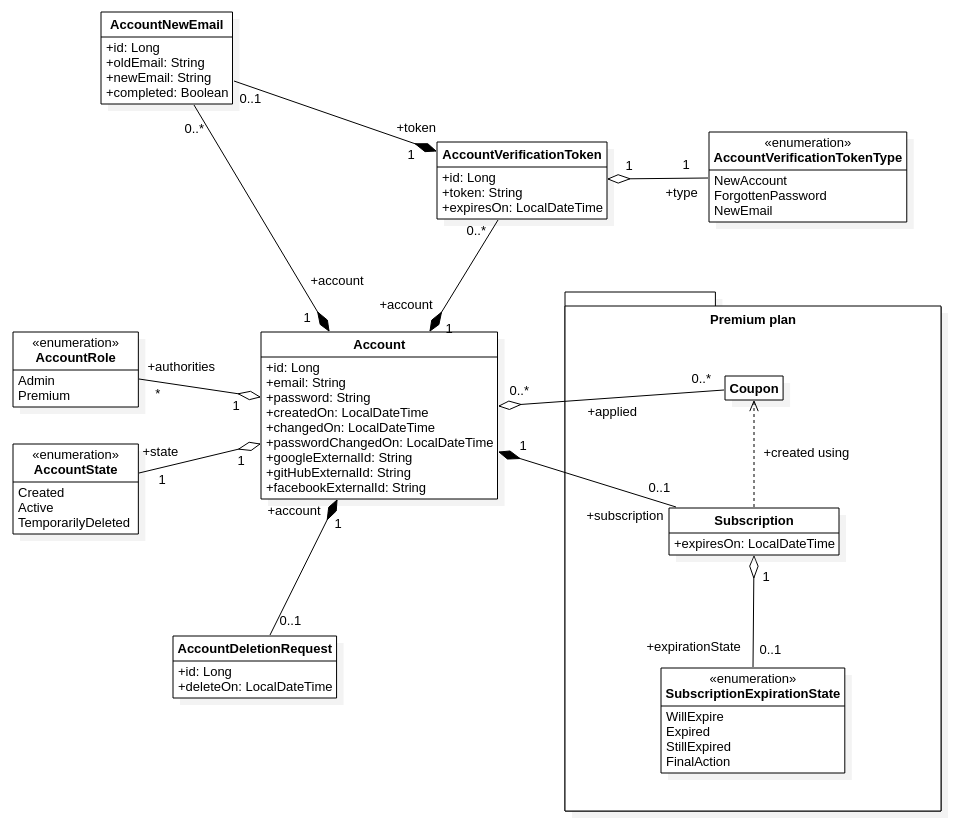 AccountNewEmail
+id: Long
+oldEmail: String
+newEmail: String
+completed: Boolean
0..1
0..*
+token
1
AccountVerificationToken
+id: Long
+token: String
+expiresOn: LocalDateTime
1
1
+type
«enumeration»
AccountVerificationTokenType
NewAccount
ForgottenPassword
NewEmail
0..*
+account
1
+account
1
«enumeration»
AccountRole
Admin
Premium
+authorities
*
1
«enumeration»
AccountState
Created
Active
TemporarilyDeleted
+state
1
1
Account
+id: Long
+email: String
+password: String
+createdOn: LocalDateTime
+changedOn: LocalDateTime
+passwordChangedOn: LocalDateTime
+googleExternalId: String
+gitHubExternalId: String
+facebookExternalId: String
+account
1
0..1
AccountDeletionRequest
+id: Long
+deleteOn: LocalDateTime
Premium plan
0..*
0..*
+applied
Coupon
+created using
1
0..1
+subscription
Subscription
+expiresOn: LocalDateTime
1
+expirationState
0..1
«enumeration»
SubscriptionExpirationState
WillExpire
Expired
StillExpired
FinalAction